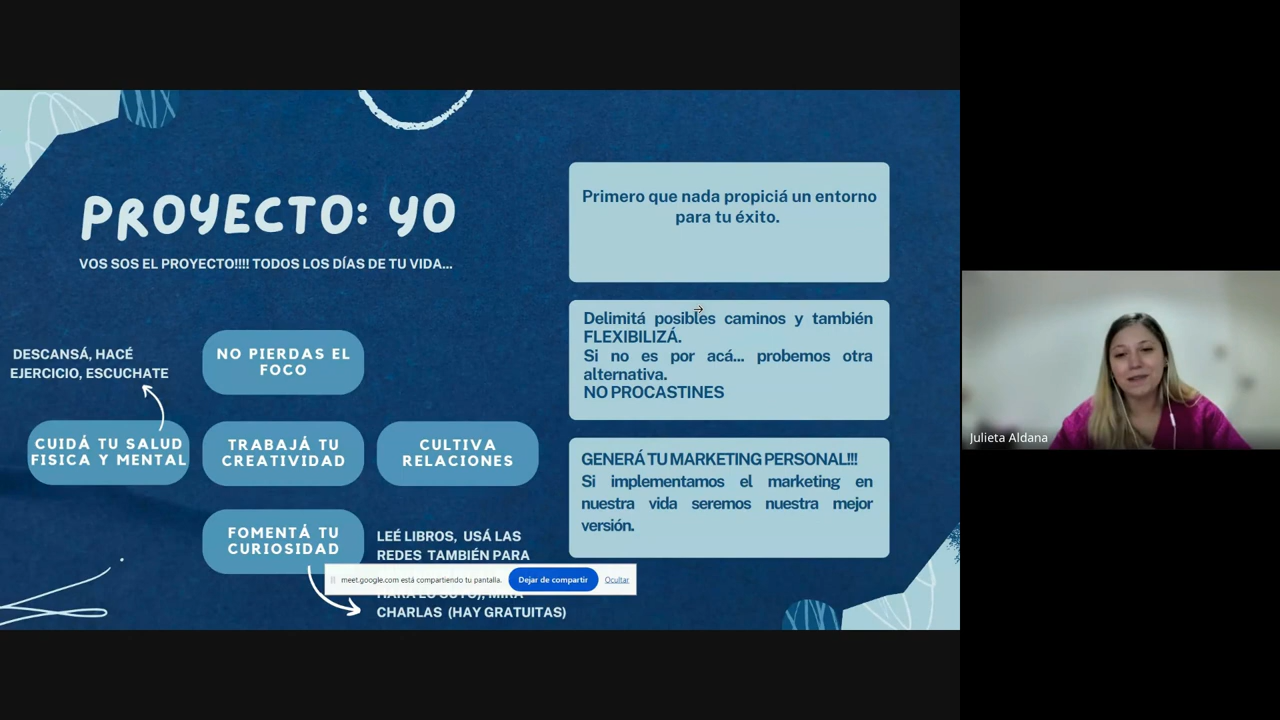 PROYECTO: YO
VOS SOS EL PROYECTO!!!! TODOS LOS DÍAS DE TU VIDA...
DESCANSÁ, HACÉ
EJERCICIO, ESCUCHATE
NO PIERDAS EL
FOCO
CUIDÁ TU SALUD
FISICA Y MENTAL
TRABAJÁ TU
CREATIVIDAD
CULTIVA
RELACIONES
FOMENTÁ TU
CURIOSIDAD
LEÉ LIBROS, USÁ LAS
REDES TAMBIÉN PARA
CHARLAS (HAY GRATUITAS)
meet.google.com está compartiendo tu pantalla.
Dejar de compartir
Ocultar
Primero que nada propiciá un entorno
para tu éxito.
Delimitá posibles caminos y también
FLEXIBILIZÁ.
Si no es por acá... probemos otra
alternativa.
NO PROCASTINES
GENERÁ TU MARKETING PERSONAL!!!
Si implementamos el marketing en
nuestra vida seremos nuestra mejor
versión.
Julieta Aldana